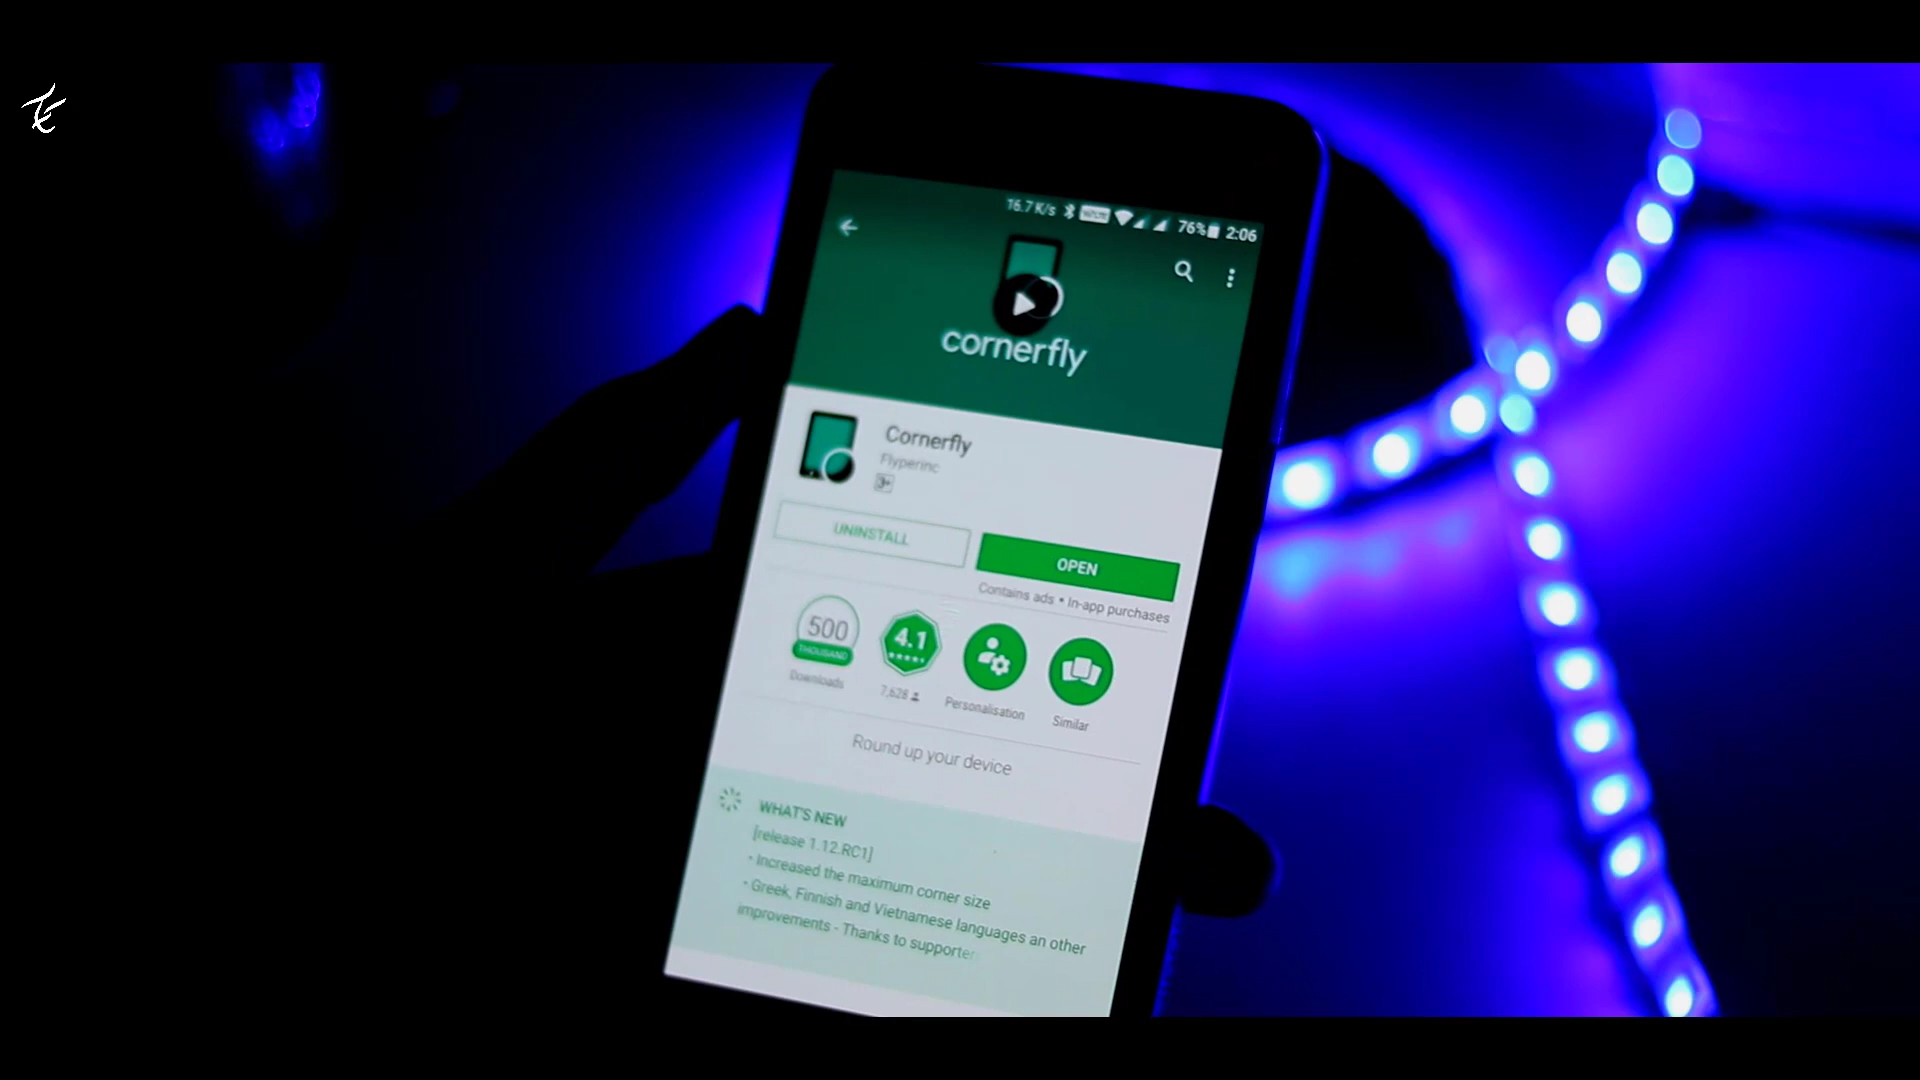 16.7 K/s 76% 2:06
cornerfly
Cornerfly
Flyperinc
3+
UNINSTALL
OPEN
Contains ads • In-app purchases
500
THOUSAND
4.1
Downloads
7,628
Personalisation
Similar
Round up your device
WHAT'S NEW
[release 1.12.RC1]
- Increased the maximum corner size
- Greek, Finnish and Vietnamese languages an other
improvements - Thanks to supporter